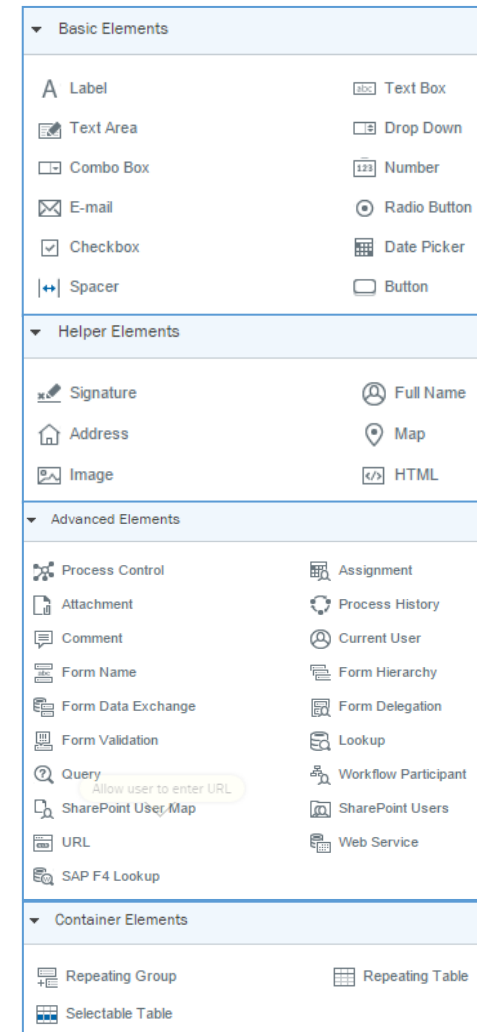 Basic Elements
Label Text Box
Text Area Drop Down
Combo Box Number
E-mail Radio Button
Checkbox Date Picker
Spacer Button
Helper Elements
Signature Full Name
Address Map
Image HTML
Advanced Elements
Process Control Assignment
Attachment Process History
Comment Current User
Form Name Form Hierarchy
Form Data Exchange Form Delegation
Form Validation Lookup
Query Workflow Participant
Allow user to enter URL
SharePoint User Map SharePoint Users
URL Web Service
SAP F4 Lookup
Container Elements
Repeating Group Repeating Table
Selectable Table